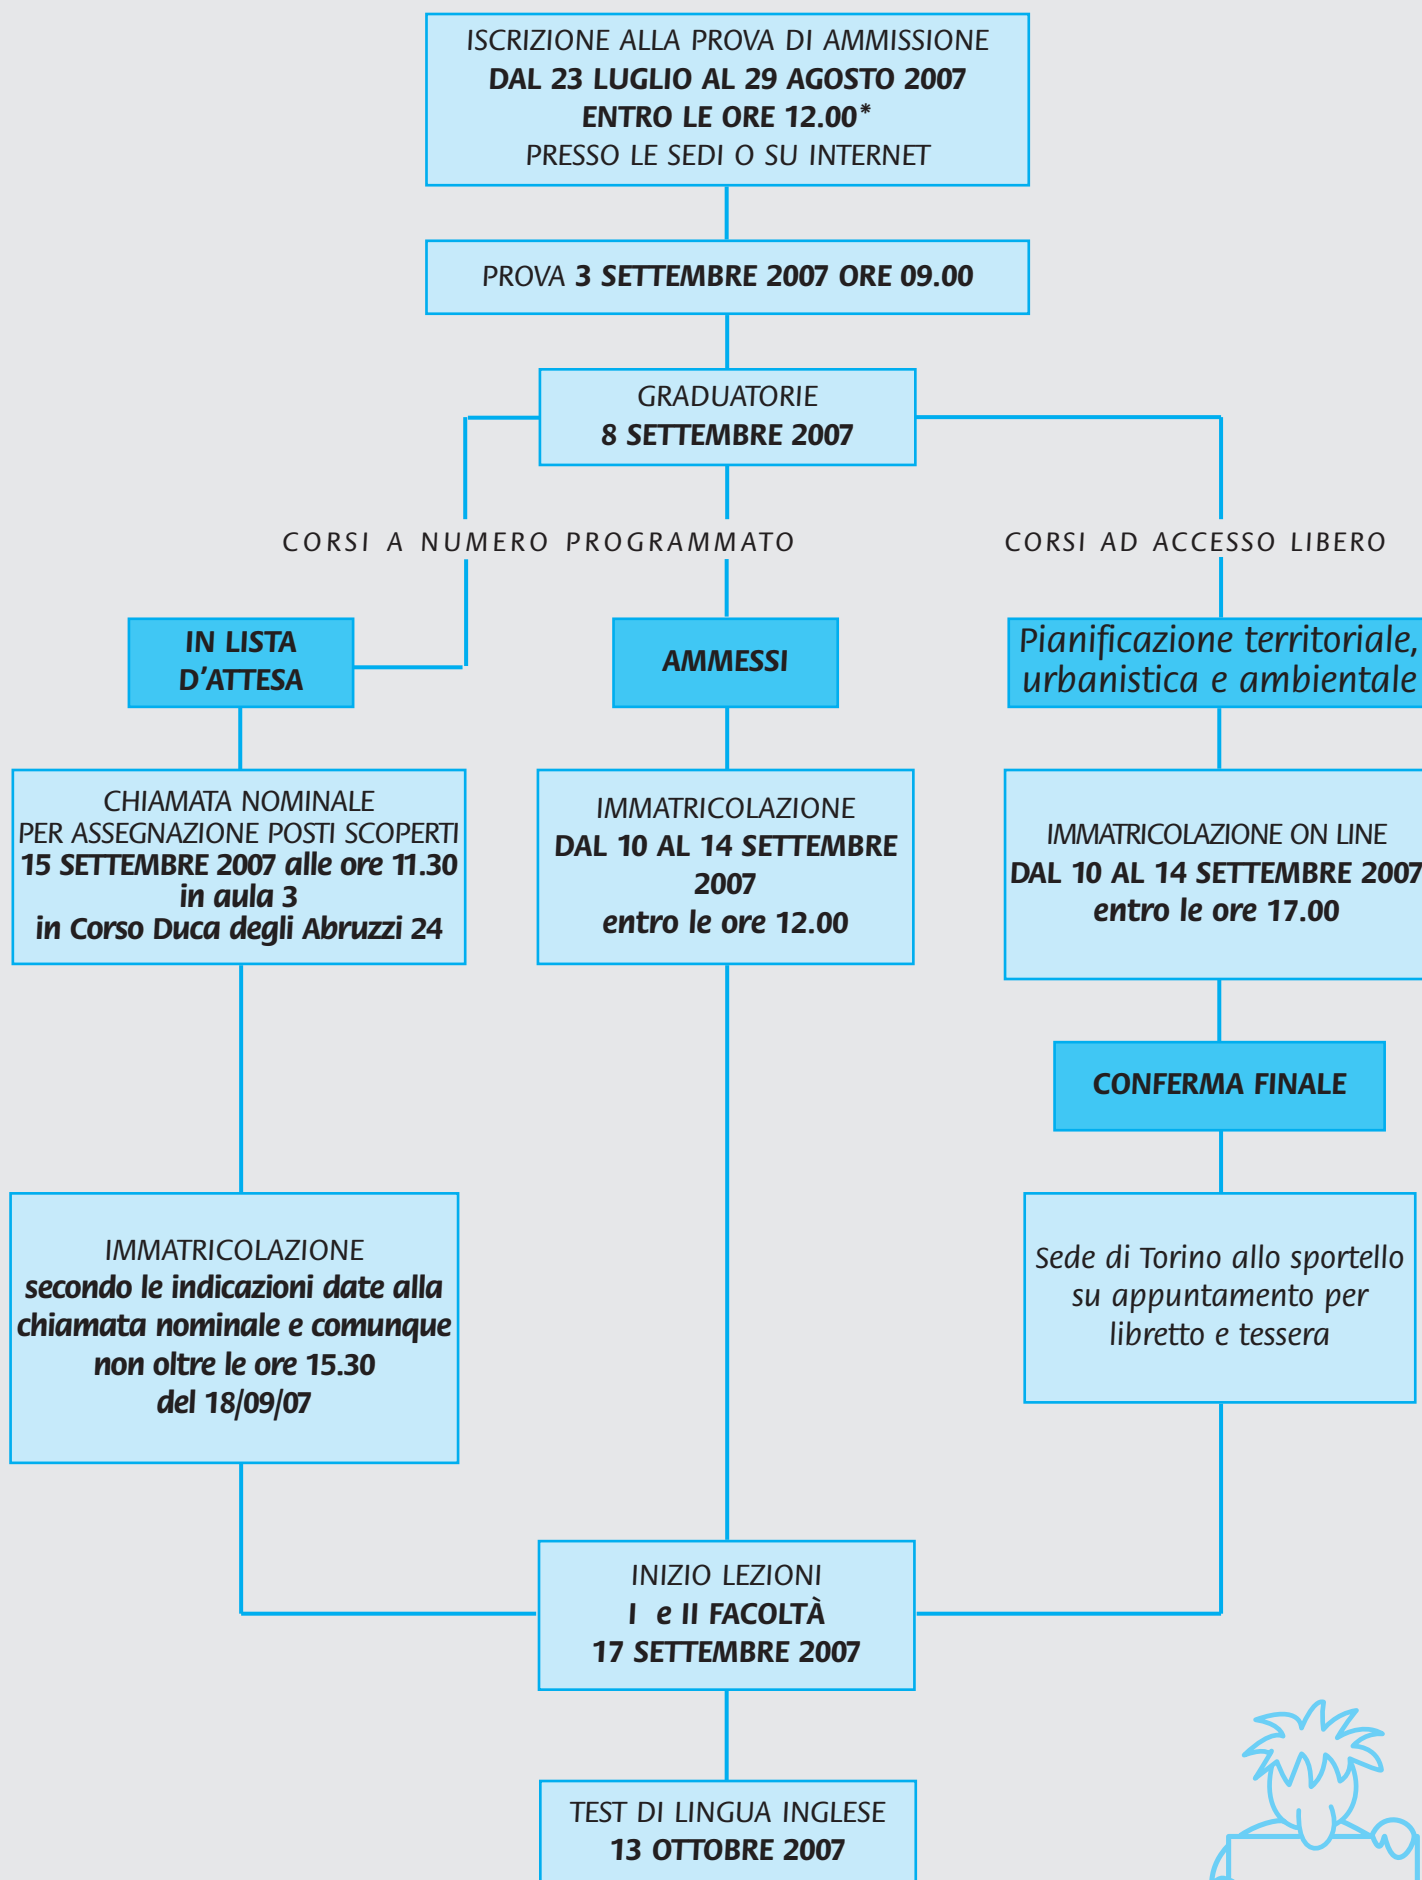 ISCRIZIONE ALLA PROVA DI AMMISSIONE
DAL 23 LUGLIO AL 29 AGOSTO 2007
ENTRO LE ORE 12.00*
PRESSO LE SEDI O SU INTERNET
PROVA 3 SETTEMBRE 2007 ORE 09.00
GRADUATORIE
8 SETTEMBRE 2007
CORSI A NUMERO PROGRAMMATO
CORSI AD ACCESSO LIBERO
IN LISTA
D'ATTESA
AMMESSI
Pianificazione territoriale,
urbanistica e ambientale
CHIAMATA NOMINALE
PER ASSEGNAZIONE POSTI SCOPERTI
15 SETTEMBRE 2007 alle ore 11.30
in aula 3
in Corso Duca degli Abruzzi 24
IMMATRICOLAZIONE
DAL 10 AL 14 SETTEMBRE
2007
entro le ore 12.00
IMMATRICOLAZIONE ON LINE
DAL 10 AL 14 SETTEMBRE 2007
entro le ore 17.00
CONFERMA FINALE
IMMATRICOLAZIONE
secondo le indicazioni date alla
chiamata nominale e comunque
non oltre le ore 15.30
del 18/09/07
Sede di Torino allo sportello
su appuntamento per
libretto e tessera
INIZIO LEZIONI
I e II FACOLTÀ
17 SETTEMBRE 2007
TEST DI LINGUA INGLESE
13 OTTOBRE 2007